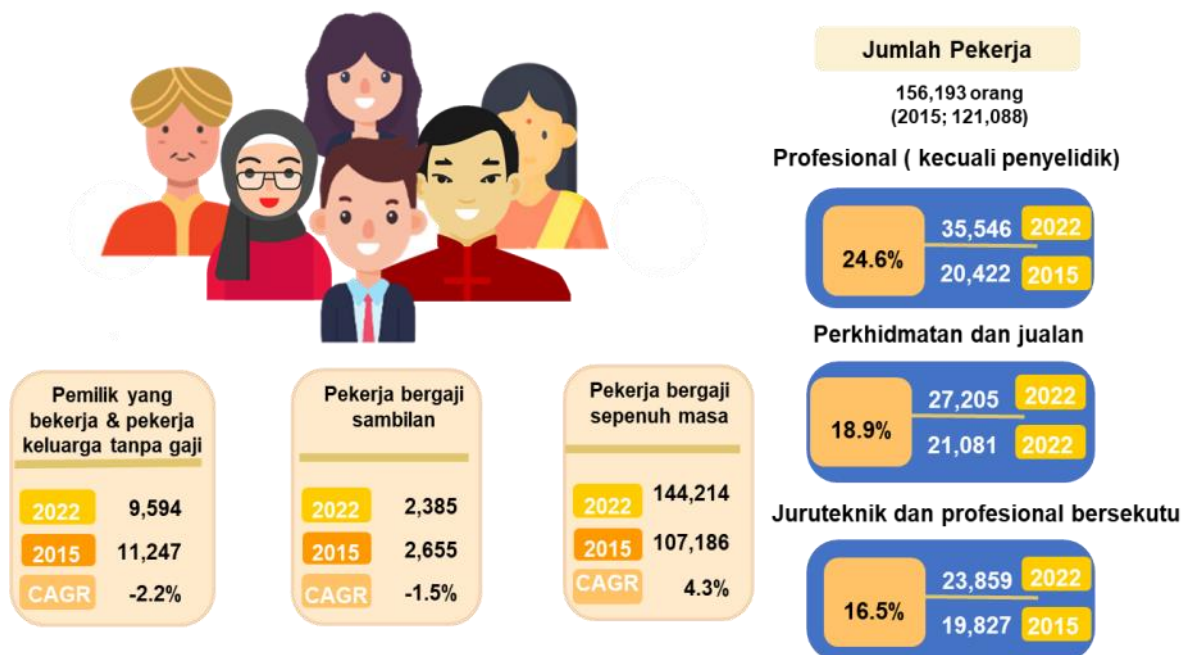 Jumlah Pekerja
156,193 orang
(2015; 121,088)
Profesional ( kecuali penyelidik)
24.6%
35,546 2022
20,422 2015
Perkhidmatan dan jualan
18.9%
27,205 2022
21,081 2022
Juruteknik dan profesional bersekutu
16.5%
23,859 2022
19,827 2015
Pemilik yang
bekerja & pekerja
keluarga tanpa gaji
2022 9,594
2015 11,247
CAGR -2.2%
Pekerja bergaji
sambilan
2022 2,385
2015 2,655
CAGR -1.5%
Pekerja bergaji
sepenuh masa
2022 144,214
2015 107,186
CAGR 4.3%